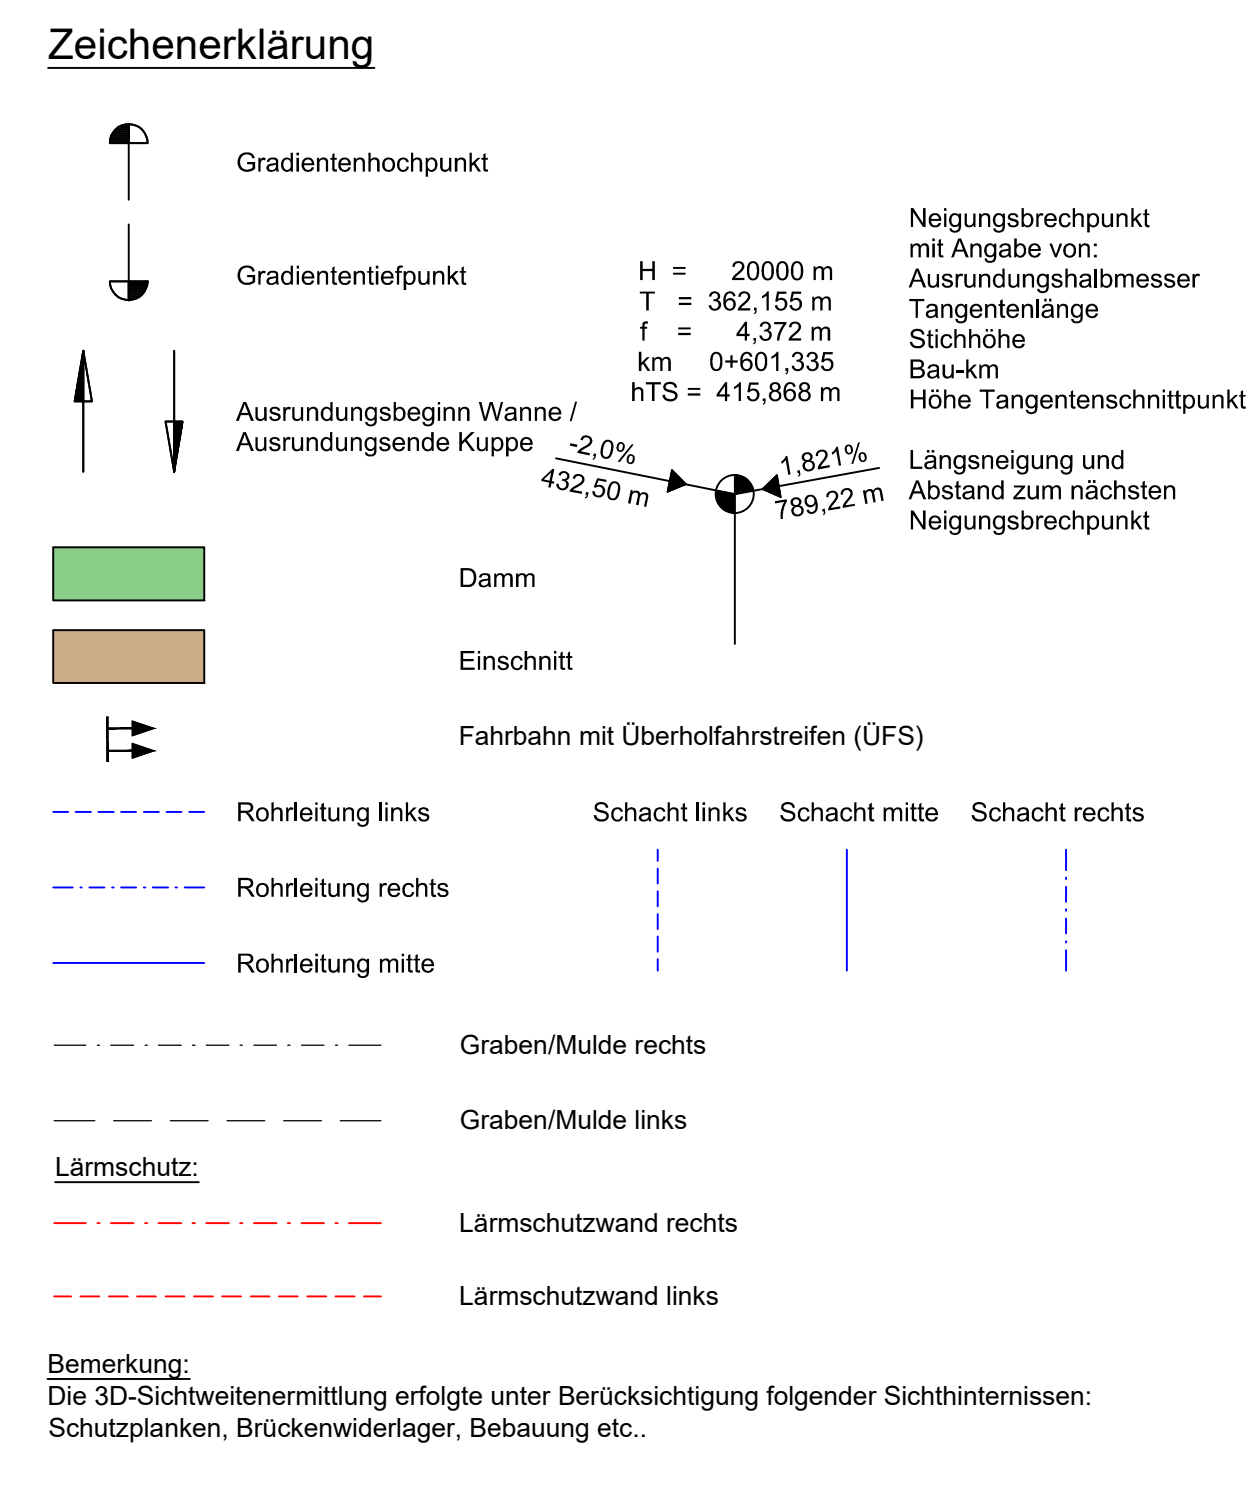 Zeichenerklärung
Gradientenhochpunkt
Gradiententiefpunkt
Ausrundungsbeginn Wanne /
Ausrundungsende Kuppe
H = 20000 m
T = 362,155 m
f = 4,372 m
km 0+601,335
hTS = 415,868 m
Neigungsbrechpunkt
mit Angabe von:
Ausrundungshalbmesser
Tangentenlänge
Stichhöhe
Bau-km
Höhe Tangentenschnittpunkt
-2,0%
432,50 m
1,821%
789,22 m
Längsneigung und
Abstand zum nächsten
Neigungsbrechpunkt
Damm
Einschnitt
Fahrbahn mit Überholfahrstreifen (ÜFS)
Rohrleitung links
Schacht links
Schacht mitte
Schacht rechts
Rohrleitung rechts
Rohrleitung mitte
Graben/Mulde rechts
Graben/Mulde links
Lärmschutz:
Lärmschutzwand rechts
Lärmschutzwand links
Bemerkung:
Die 3D-Sichtweitenermittlung erfolgte unter Berücksichtigung folgender Sichthinternissen:
Schutzplanken, Brückenwiderlager, Bebauung etc..